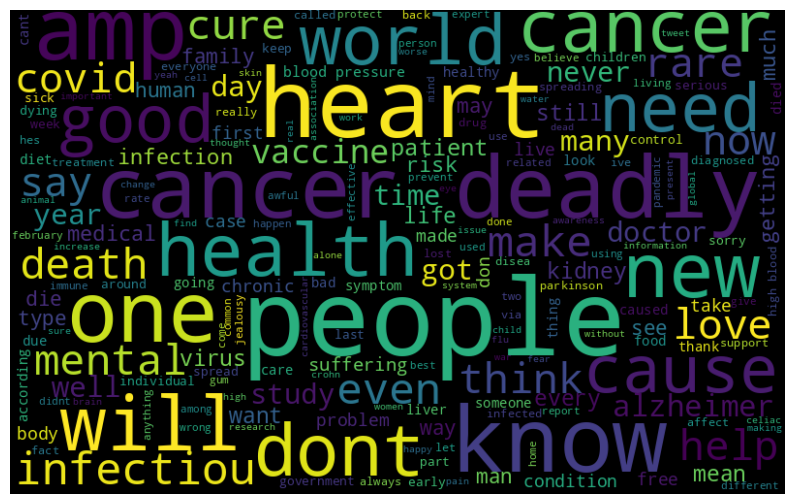 amp cure world cancer
called protect back expert tweet
cant family keep person yes believe children
covid day blood pressure never rare much
sick human healthy spreading serious died
heart need
dying good first may still living
week yeah cell skin worse everyone
important really association mind water
hes infection vaccine patient drug many control now
diet treatment thought real work live use dead look ive
say cancer deadly risk related diagnosed getting
year change rate prevent time effective pandemic global present
animal awful life eye
february medical find case happen made done awareness doctor
increase health issue make information sorry
death immune around going alone lost used using kidney high blood
got don disea parkinson new
die chronic bad symptom system
type sure common come jealousy cardiovascular last two via thing caused give
due one people child without see take love
flu food thank support
mental virus care suffering best think cause
according well individual spread gum crohn fear
didnt anything study even someone every alzheimer
brain among high women infected report affect celiac making
will wrong research want problem liver way know help
body dont happy let home
fact government always early pain part man condition free mean different
infectiou